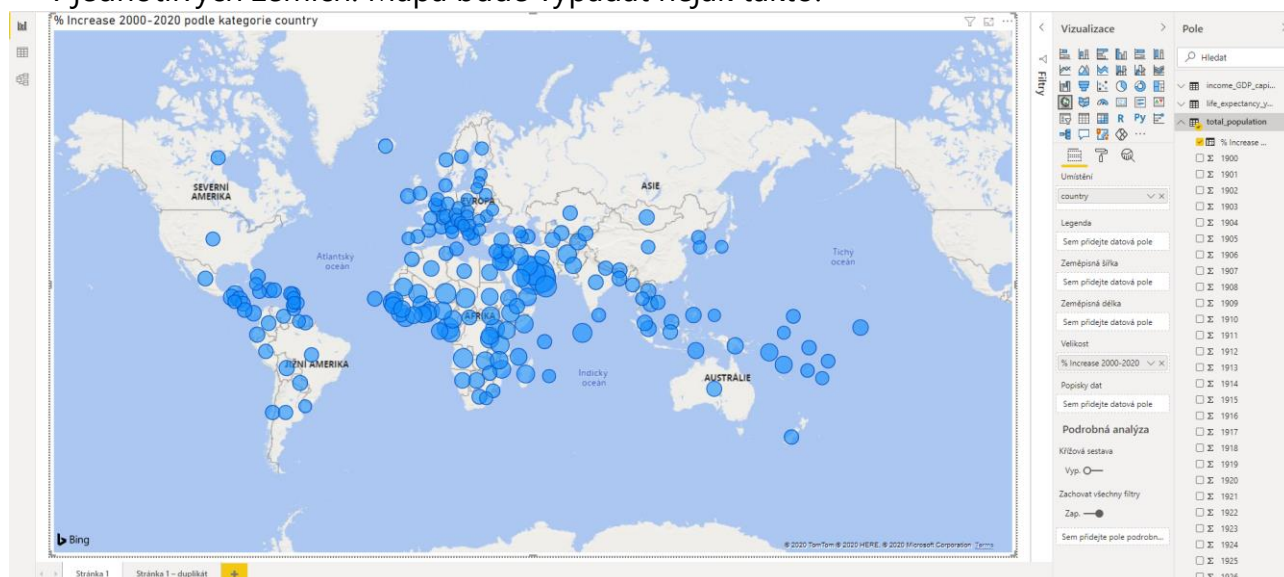 % Increase 2000-2020 podle kategorie country
SEVERNÍ
AMERIKA
Atlantský
oceán
EVROPA
ASIE
AFRIKA
JIŽNÍ AMERIKA
Indický
oceán
AUSTRÁLIE
Tichý
oceán
Bing
© 2020 TomTom © 2020 HERE, © 2020 Microsoft Corporation Terms
Stránka 1
Stránka 1 – duplikát
+
Filtry
Vizualizace
R Py
Umístění
country
Legenda
Sem přidejte datová pole
Zeměpisná šířka
Sem přidejte datová pole
Zeměpisná délka
Sem přidejte datová pole
Velikost
% Increase 2000-2020
Popisky dat
Sem přidejte datová pole
Podrobná analýza
Křížová sestava
Vyp.
Zachovat všechny filtry
Zap.
Sem přidejte pole podrobn...
Pole
Hledat
income_GDP_capi...
life_expectancy_y...
total_population
% Increase ...
Σ 1900
Σ 1901
Σ 1902
Σ 1903
Σ 1904
Σ 1905
Σ 1906
Σ 1907
Σ 1908
Σ 1909
Σ 1910
Σ 1911
Σ 1912
Σ 1913
Σ 1914
Σ 1915
Σ 1916
Σ 1917
Σ 1918
Σ 1919
Σ 1920
Σ 1921
Σ 1922
Σ 1923
Σ 1924
Σ 1925